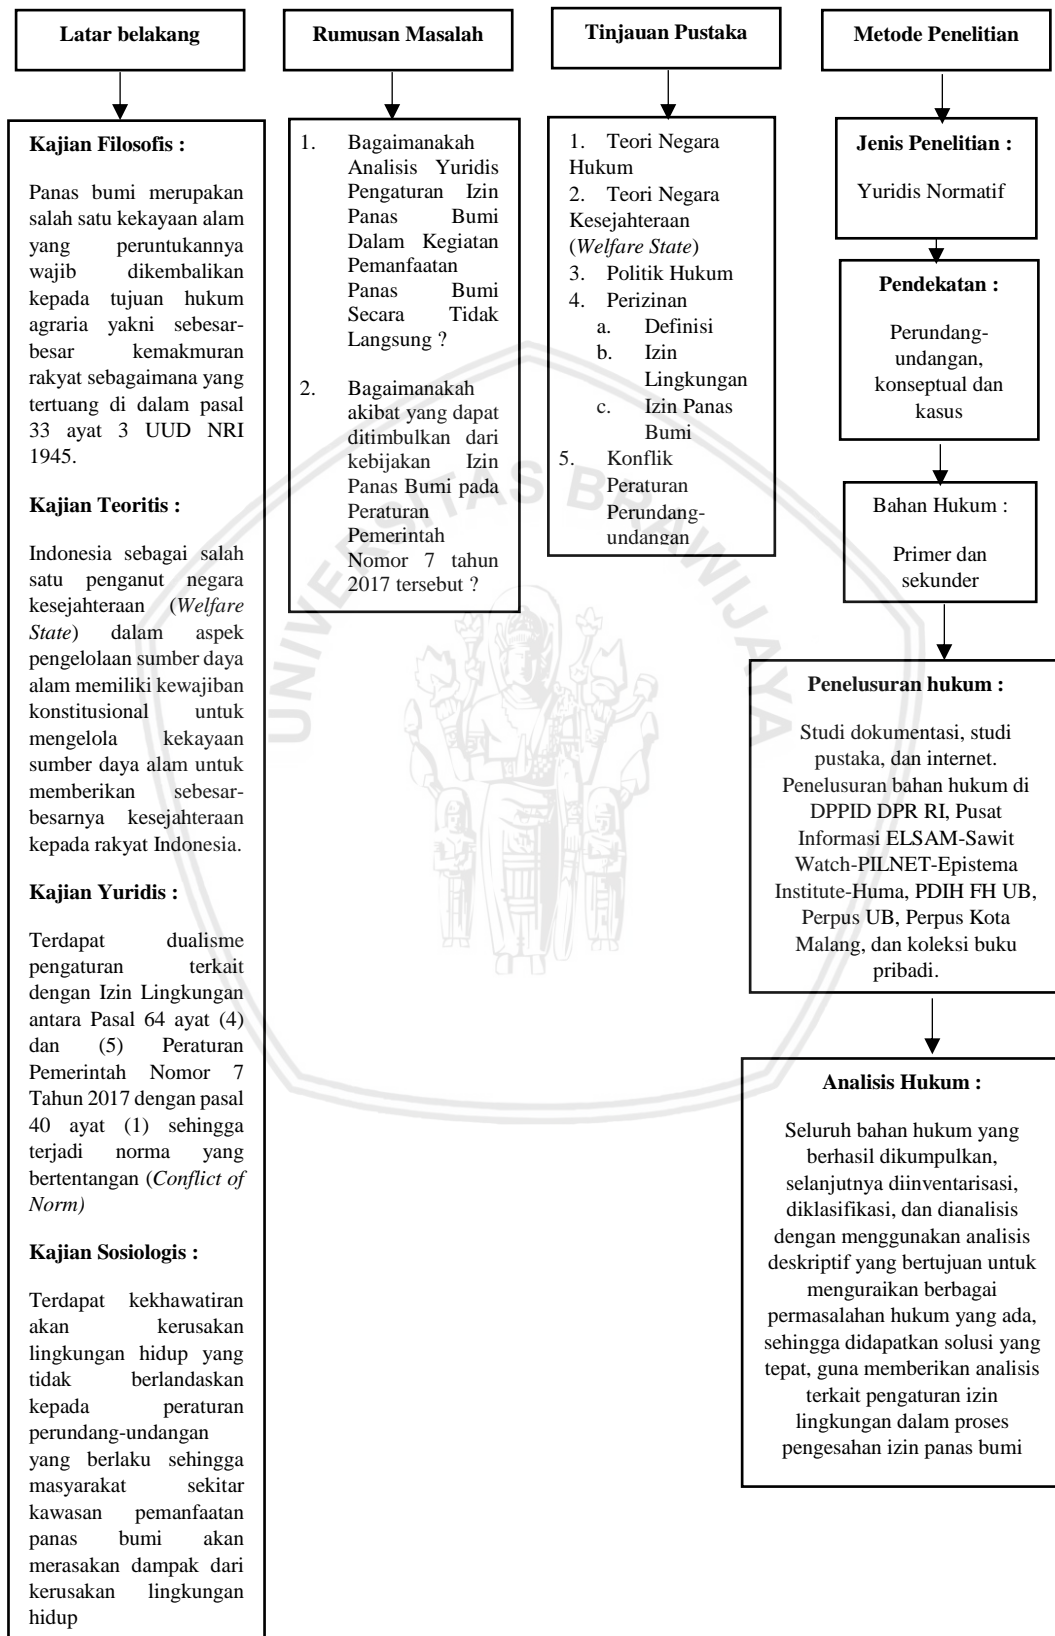 Latar belakang
Kajian Filosofis :
Panas bumi merupakan
salah satu kekayaan alam
yang peruntukannya
wajib dikembalikan
kepada tujuan hukum
agraria yakni sebesar-
besar kemakmuran
rakyat sebagaimana yang
tertuang di dalam pasal
33 ayat 3 UUD NRI
1945.
Kajian Teoritis :
Indonesia sebagai salah
satu penganut negara
kesejahteraan (Welfare
State) dalam aspek
pengelolaan sumber daya
alam memiliki kewajiban
konstitusional untuk
mengelola kekayaan
sumber daya alam untuk
memberikan sebesar-
besarnya kesejahteraan
kepada rakyat Indonesia.
Kajian Yuridis :
Terdapat dualisme
pengaturan terkait
dengan Izin Lingkungan
antara Pasal 64 ayat (4)
dan (5) Peraturan
Pemerintah Nomor 7
Tahun 2017 dengan pasal
40 ayat (1) sehingga
terjadi norma yang
bertentangan (Conflict of
Norm)
Kajian Sosiologis :
Terdapat kekhawatiran
akan kerusakan
lingkungan hidup yang
tidak berlandaskan
kepada peraturan
perundang-undangan
yang berlaku sehingga
masyarakat sekitar
kawasan pemanfaatan
panas bumi akan
merasakan dampak dari
kerusakan lingkungan
hidup
Rumusan Masalah
1. Bagaimanakah
Analisis Yuridis
Pengaturan Izin
Panas Bumi
Dalam Kegiatan
Pemanfaatan
Panas Bumi
Secara Tidak
Langsung ?
2. Bagaimanakah
akibat yang dapat
ditimbulkan dari
kebijakan Izin
Panas Bumi pada
Peraturan
Pemerintah
Nomor 7 tahun
2017 tersebut ?
Tinjauan Pustaka
1. Teori Negara
Hukum
2. Teori Negara
Kesejahteraan
(Welfare State)
3. Politik Hukum
4. Perizinan
a. Definisi
b. Izin
Lingkungan
c. Izin Panas
Bumi
5. Konflik
Peraturan
Perundang-
undangan
Metode Penelitian
Jenis Penelitian :
Yuridis Normatif
Pendekatan :
Perundang-
undangan,
konseptual dan
kasus
Bahan Hukum :
Primer dan
sekunder
Penelusuran hukum :
Studi dokumentasi, studi
pustaka, dan internet.
Penelusuran bahan hukum di
DPPID DPR RI, Pusat
Informasi ELSAM-Sawit
Watch-PILNET-Epistema
Institute-Huma, PDIH FH UB,
Perpus UB, Perpus Kota
Malang, dan koleksi buku
pribadi.
Analisis Hukum :
Seluruh bahan hukum yang
berhasil dikumpulkan,
selanjutnya diinventarisasi,
diklasifikasi, dan dianalisis
dengan menggunakan analisis
deskriptif yang bertujuan untuk
menguraikan berbagai
permasalahan hukum yang ada,
sehingga didapatkan solusi yang
tepat, guna memberikan analisis
terkait pengaturan izin
lingkungan dalam proses
pengesahan izin panas bumi
UNIVERSITAS BRAWIJAYA